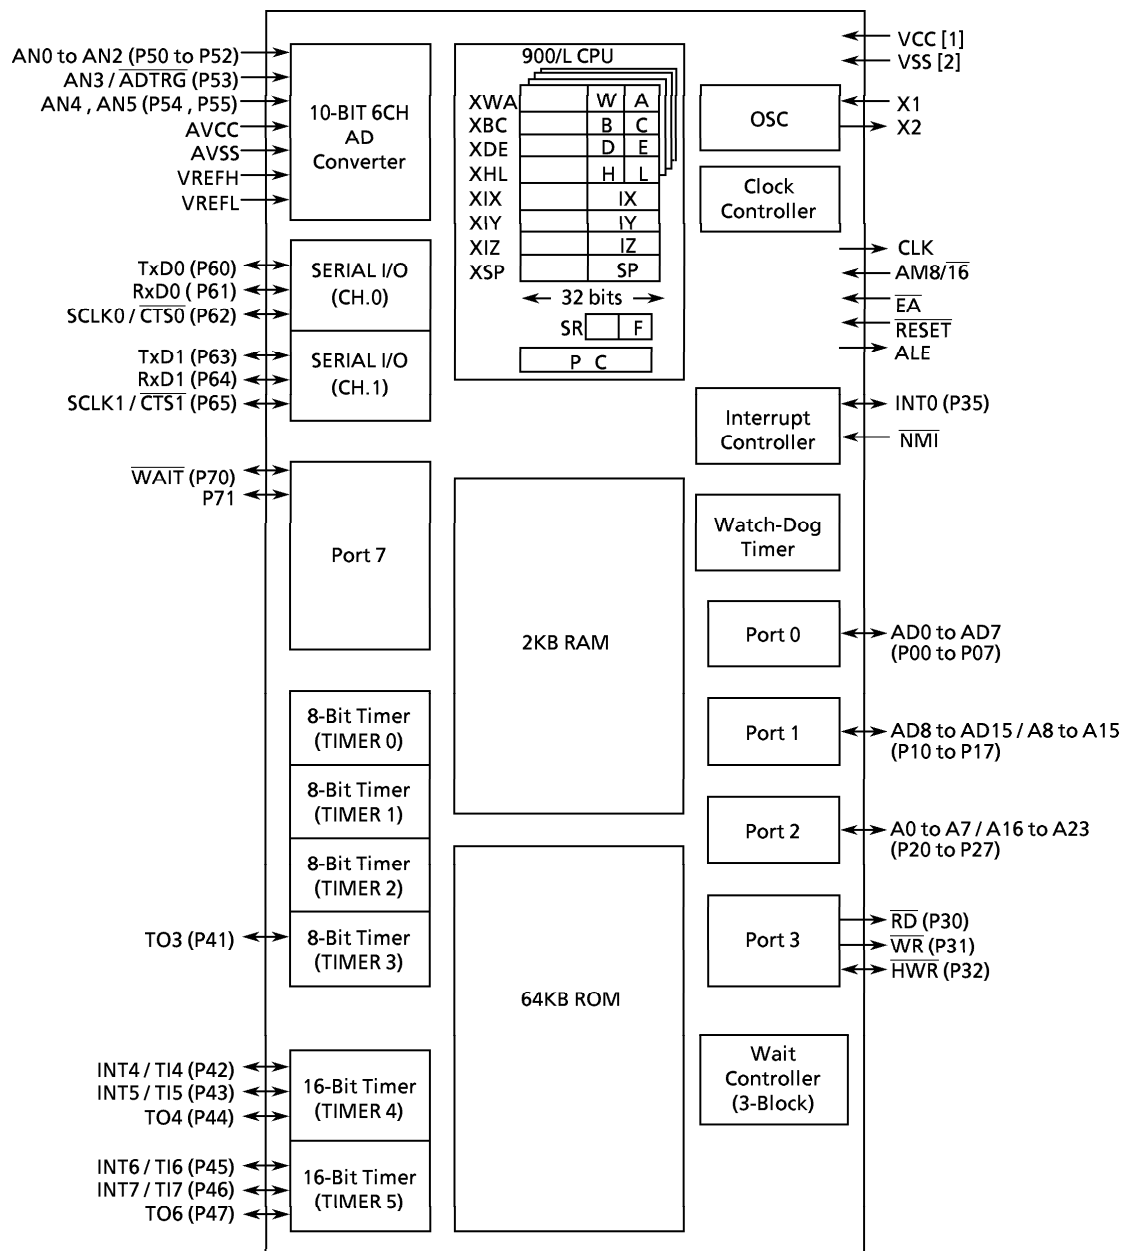 AN0 to AN2 (P50 to P52)
AN3 / ADTRG (P53)
AN4 , AN5 (P54 , P55)
AVCC
AVSS
VREFH
VREFL
10-BIT 6CH
AD
Converter
TxD0 (P60)
RxD0 ( P61)
SCLK0 / CTS0 (P62)
SERIAL I/O
(CH.0)
TxD1 (P63)
RxD1 (P64)
SCLK1 / CTS1 (P65)
SERIAL I/O
(CH.1)
WAIT (P70)
P71
Port 7
8-Bit Timer
(TIMER 0)
8-Bit Timer
(TIMER 1)
8-Bit Timer
(TIMER 2)
TO3 (P41)
8-Bit Timer
(TIMER 3)
INT4 / TI4 (P42)
INT5 / TI5 (P43)
TO4 (P44)
16-Bit Timer
(TIMER 4)
INT6 / TI6 (P45)
INT7 / TI7 (P46)
TO6 (P47)
16-Bit Timer
(TIMER 5)
900/L CPU
XWA W A
XBC B C
XDE D E
XHL H L
XIX IX
XIY IY
XIZ IZ
XSP SP
32 bits
SR F
P C
2KB RAM
64KB ROM
VCC [1]
VSS [2]
OSC
X1
X2
Clock
Controller
CLK
AM8/16
EA
RESET
ALE
Interrupt
Controller
INT0 (P35)
NMI
Watch-Dog
Timer
Port 0
AD0 to AD7
(P00 to P07)
Port 1
AD8 to AD15 / A8 to A15
(P10 to P17)
Port 2
A0 to A7 / A16 to A23
(P20 to P27)
Port 3
RD (P30)
WR (P31)
HWR (P32)
Wait
Controller
(3-Block)